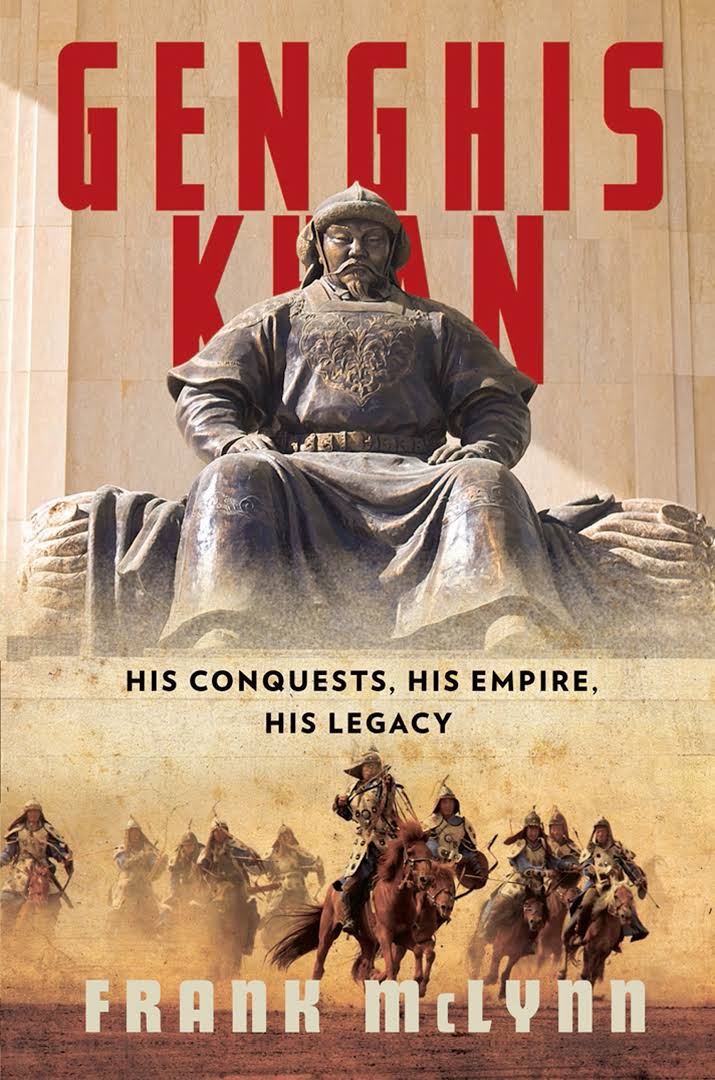 GENGHIS
KHAN
HIS CONQUESTS, HIS EMPIRE,
HIS LEGACY
FRANK McLYNN